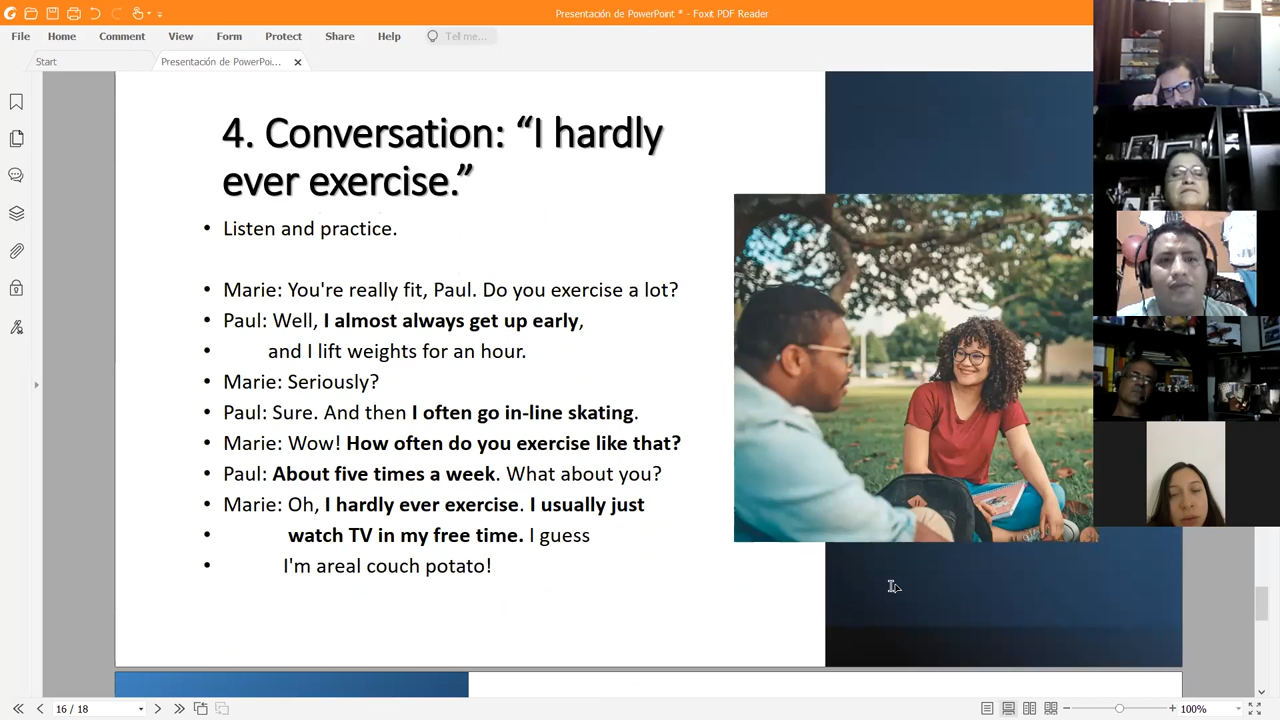 Presentación de PowerPoint * - Foxit PDF Reader
File Home Comment View Form Protect Share Help Tell me...
Start Presentación de PowerPoi...
4. Conversation: “I hardly
ever exercise.”
• Listen and practice.
• Marie: You're really fit, Paul. Do you exercise a lot?
• Paul: Well, I almost always get up early,
• and I lift weights for an hour.
• Marie: Seriously?
• Paul: Sure. And then I often go in-line skating.
• Marie: Wow! How often do you exercise like that?
• Paul: About five times a week. What about you?
• Marie: Oh, I hardly ever exercise. I usually just
• watch TV in my free time. I guess
• I'm areal couch potato!
16 / 18
100%